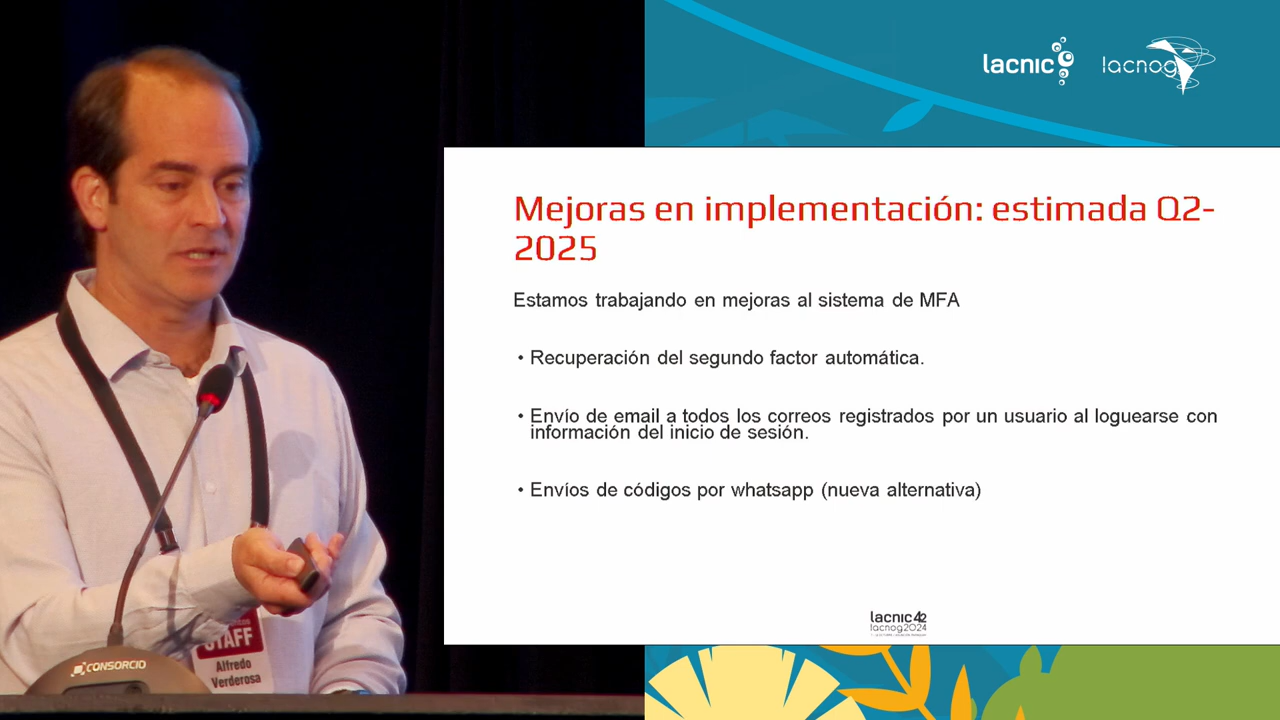 lacnic
lacnog
Mejoras en implementación: estimada Q2-
2025
Estamos trabajando en mejoras al sistema de MFA
• Recuperación del segundo factor automática.
• Envío de email a todos los correos registrados por un usuario al loguearse con
información del inicio de sesión.
• Envíos de códigos por whatsapp (nueva alternativa)
lacnic42
lacnog2024
CONSORCIO
STAFF
Alfredo
Verderosa